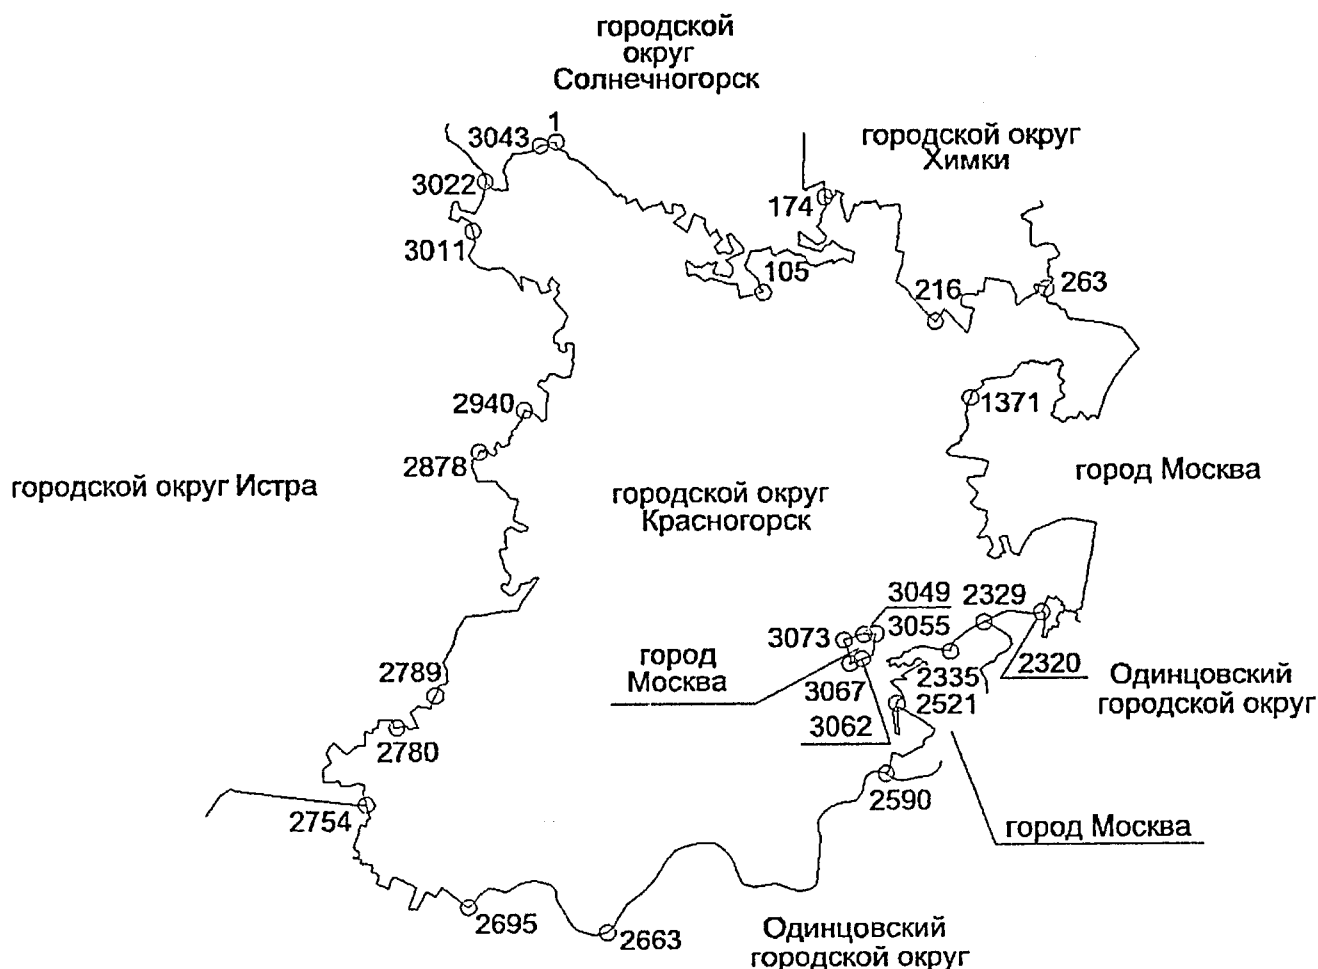 городской
округ
Солнечногорск
1
3043
городской округ
Химки
3022
174
3011
105
216
263
2940
1371
2878
город Москва
городской округ Истра
городской округ
Красногорск
3049
2329
3073
3055
город
Москва
2335
2320
2789
3067
2521
Одинцовский
городской округ
3062
2780
2590
2754
город Москва
2695
2663
Одинцовский
городской округ